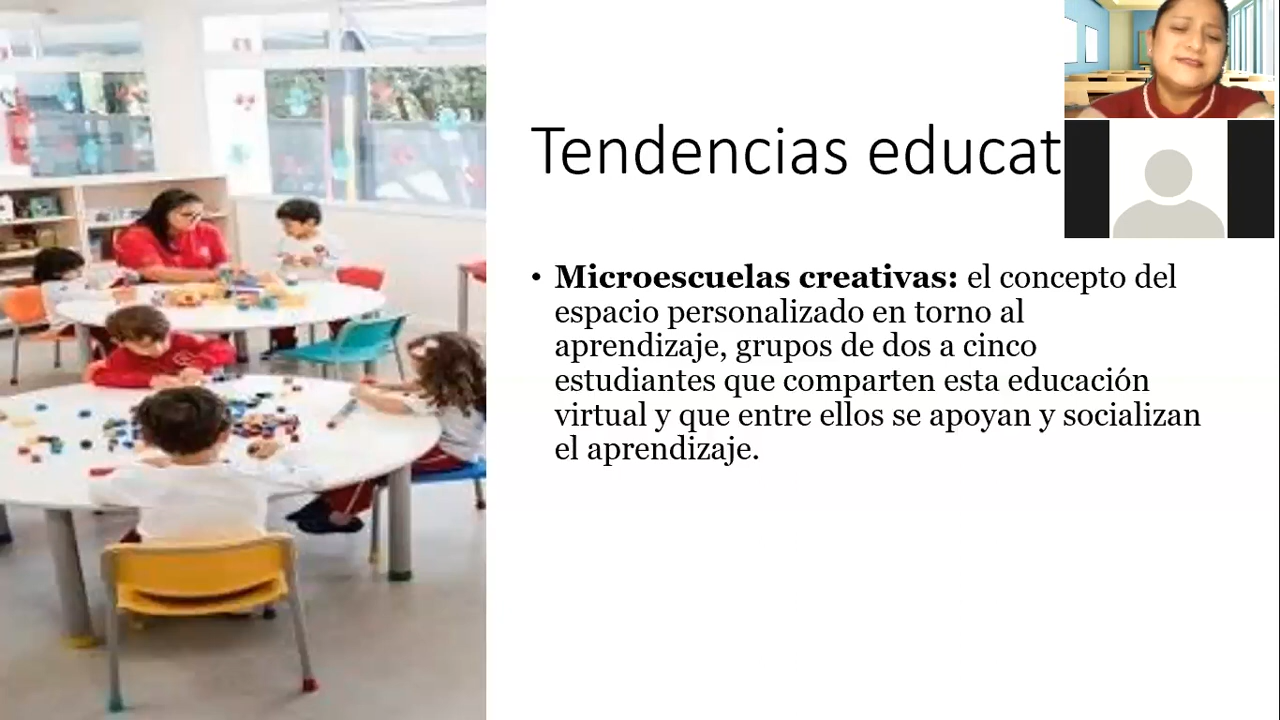 Tendencias educat
• Microescuelas creativas: el concepto del
espacio personalizado en torno al
aprendizaje, grupos de dos a cinco
estudiantes que comparten esta educación
virtual y que entre ellos se apoyan y socializan
el aprendizaje.